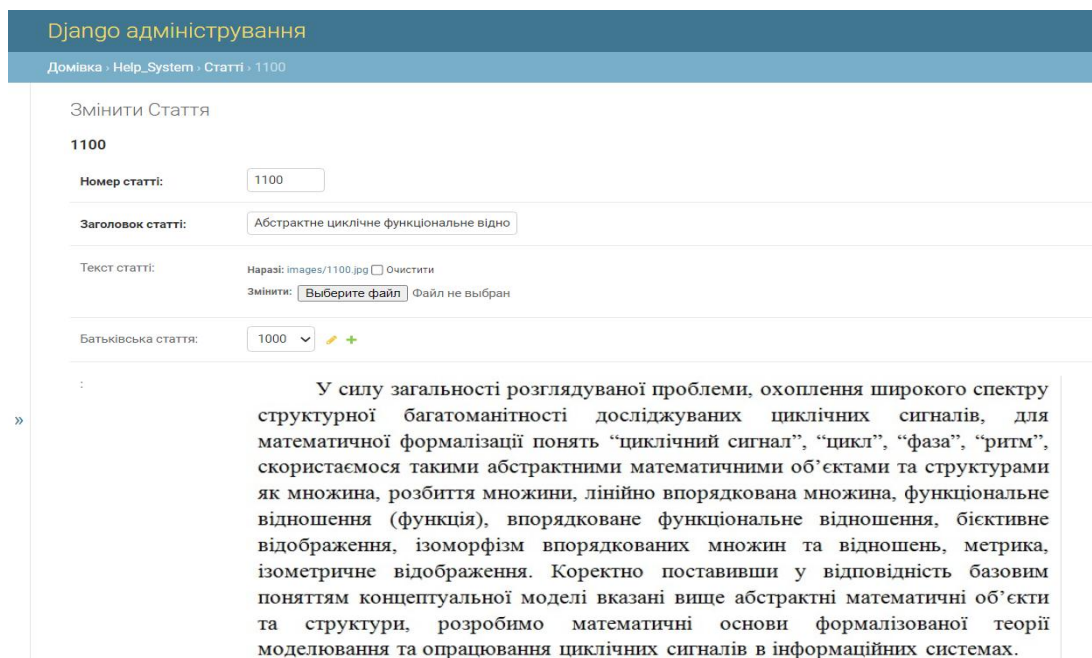 Django адміністрування
Домівка › Help_System › Статті › 1100
Змінити Стаття
1100
Номер статті: 1100
Заголовок статті: Абстрактне циклічне функціональне відно
Текст статті: Наразі: images/1100.jpg Очистити
Змінити: Выберите файл Файл не выбран
Батьківська стаття: 1000
:
У силу загальності розглядуваної проблеми, охоплення широкого спектру
структурної багатоманітності досліджуваних циклічних сигналів, для
математичної формалізації понять “циклічний сигнал”, “цикл”, “фаза”, “ритм”,
скористаємося такими абстрактними математичними об’єктами та структурами
як множина, розбиття множини, лінійно впорядкована множина, функціональне
відношення (функція), впорядковане функціональне відношення, бієктивне
відображення, ізоморфізм впорядкованих множин та відношень, метрика,
ізометричне відображення. Коректно поставивши у відповідність базовим
поняттям концептуальної моделі вказані вище абстрактні математичні об’єкти
та структури, розробимо математичні основи формалізованої теорії
моделювання та опрацювання циклічних сигналів в інформаційних системах.
»